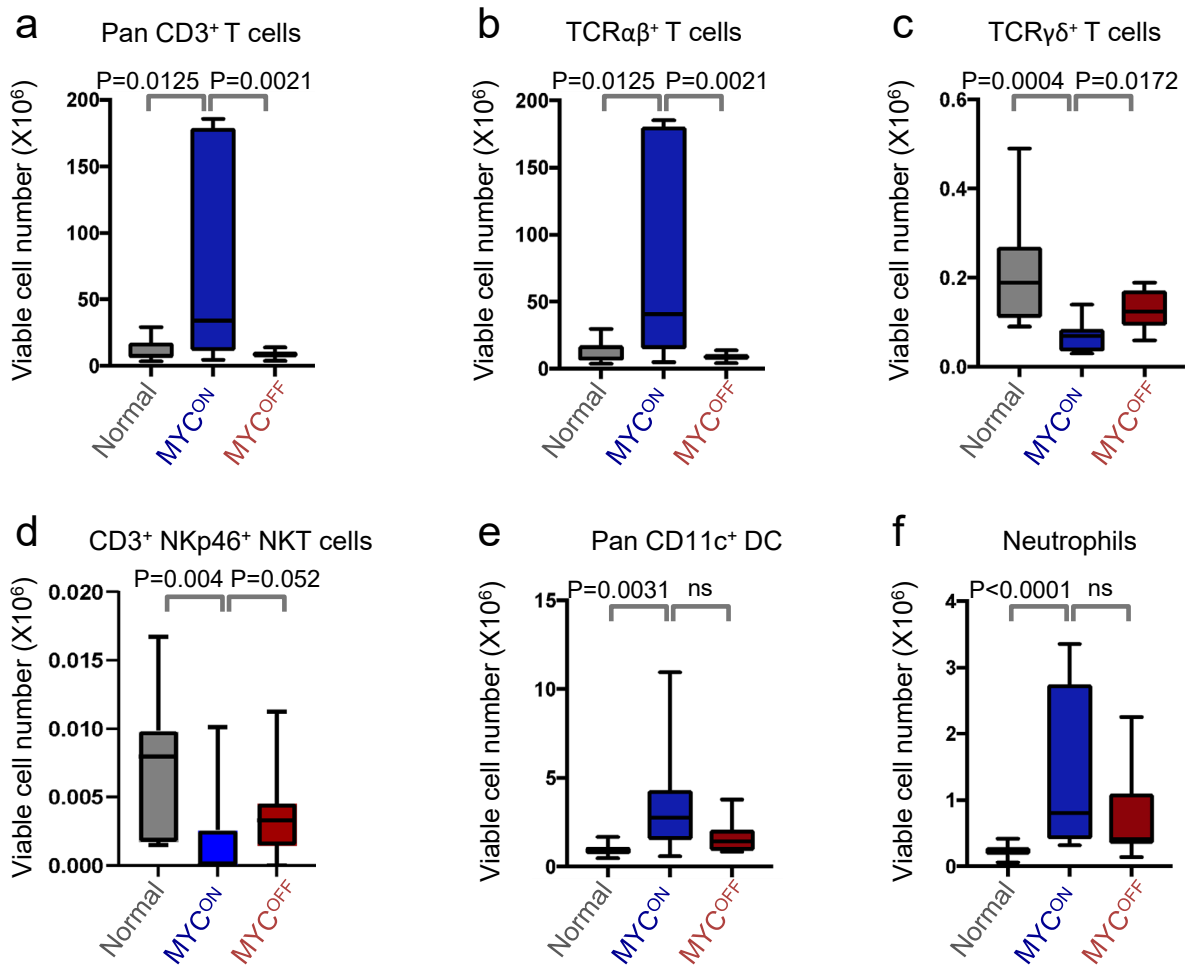 a
Pan CD3⁺ T cells
P=0.0125 P=0.0021
Viable cell number (X10⁶)
200
150
100
50
0
Normal
MYCᴼᴺ
MYCᴼᶠᶠ
b
TCRαβ⁺ T cells
P=0.0125 P=0.0021
Viable cell number (X10⁶)
200
150
100
50
0
Normal
MYCᴼᴺ
MYCᴼᶠᶠ
c
TCRγδ⁺ T cells
P=0.0004 P=0.0172
Viable cell number (X10⁶)
0.6
0.4
0.2
0.0
Normal
MYCᴼᴺ
MYCᴼᶠᶠ
d
CD3⁺ NKp46⁺ NKT cells
P=0.004 P=0.052
Viable cell number (X10⁶)
0.020
0.015
0.010
0.005
0.000
Normal
MYCᴼᴺ
MYCᴼᶠᶠ
e
Pan CD11c⁺ DC
P=0.0031 ns
Viable cell number (X10⁶)
15
10
5
0
Normal
MYCᴼᴺ
MYCᴼᶠᶠ
f
Neutrophils
P<0.0001 ns
Viable cell number (X10⁶)
4
3
2
1
0
Normal
MYCᴼᴺ
MYCᴼᶠᶠ